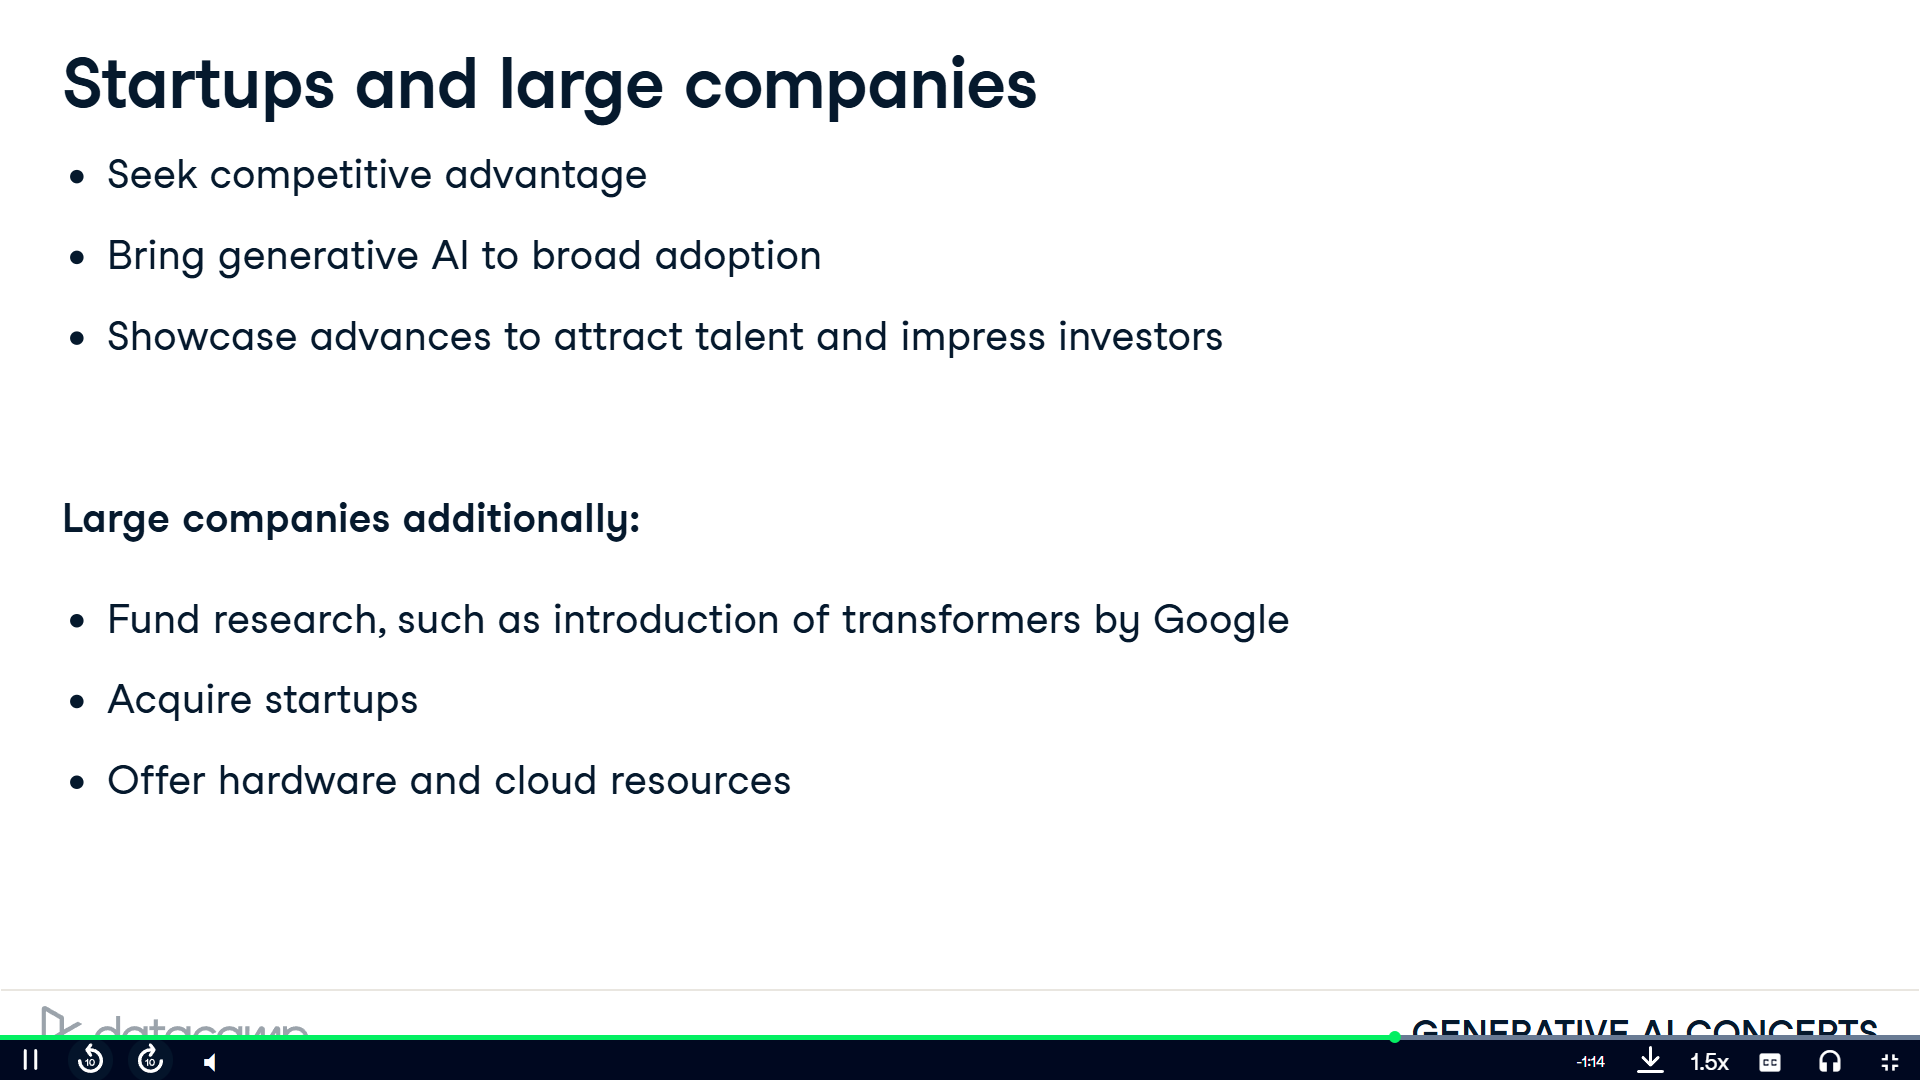 Startups and large companies
• Seek competitive advantage
• Bring generative AI to broad adoption
• Showcase advances to attract talent and impress investors
Large companies additionally:
• Fund research, such as introduction of transformers by Google
• Acquire startups
• Offer hardware and cloud resources
datacamp
GENERATIVE AI CONCEPTS
10
10
-1:14
1.5x
CC